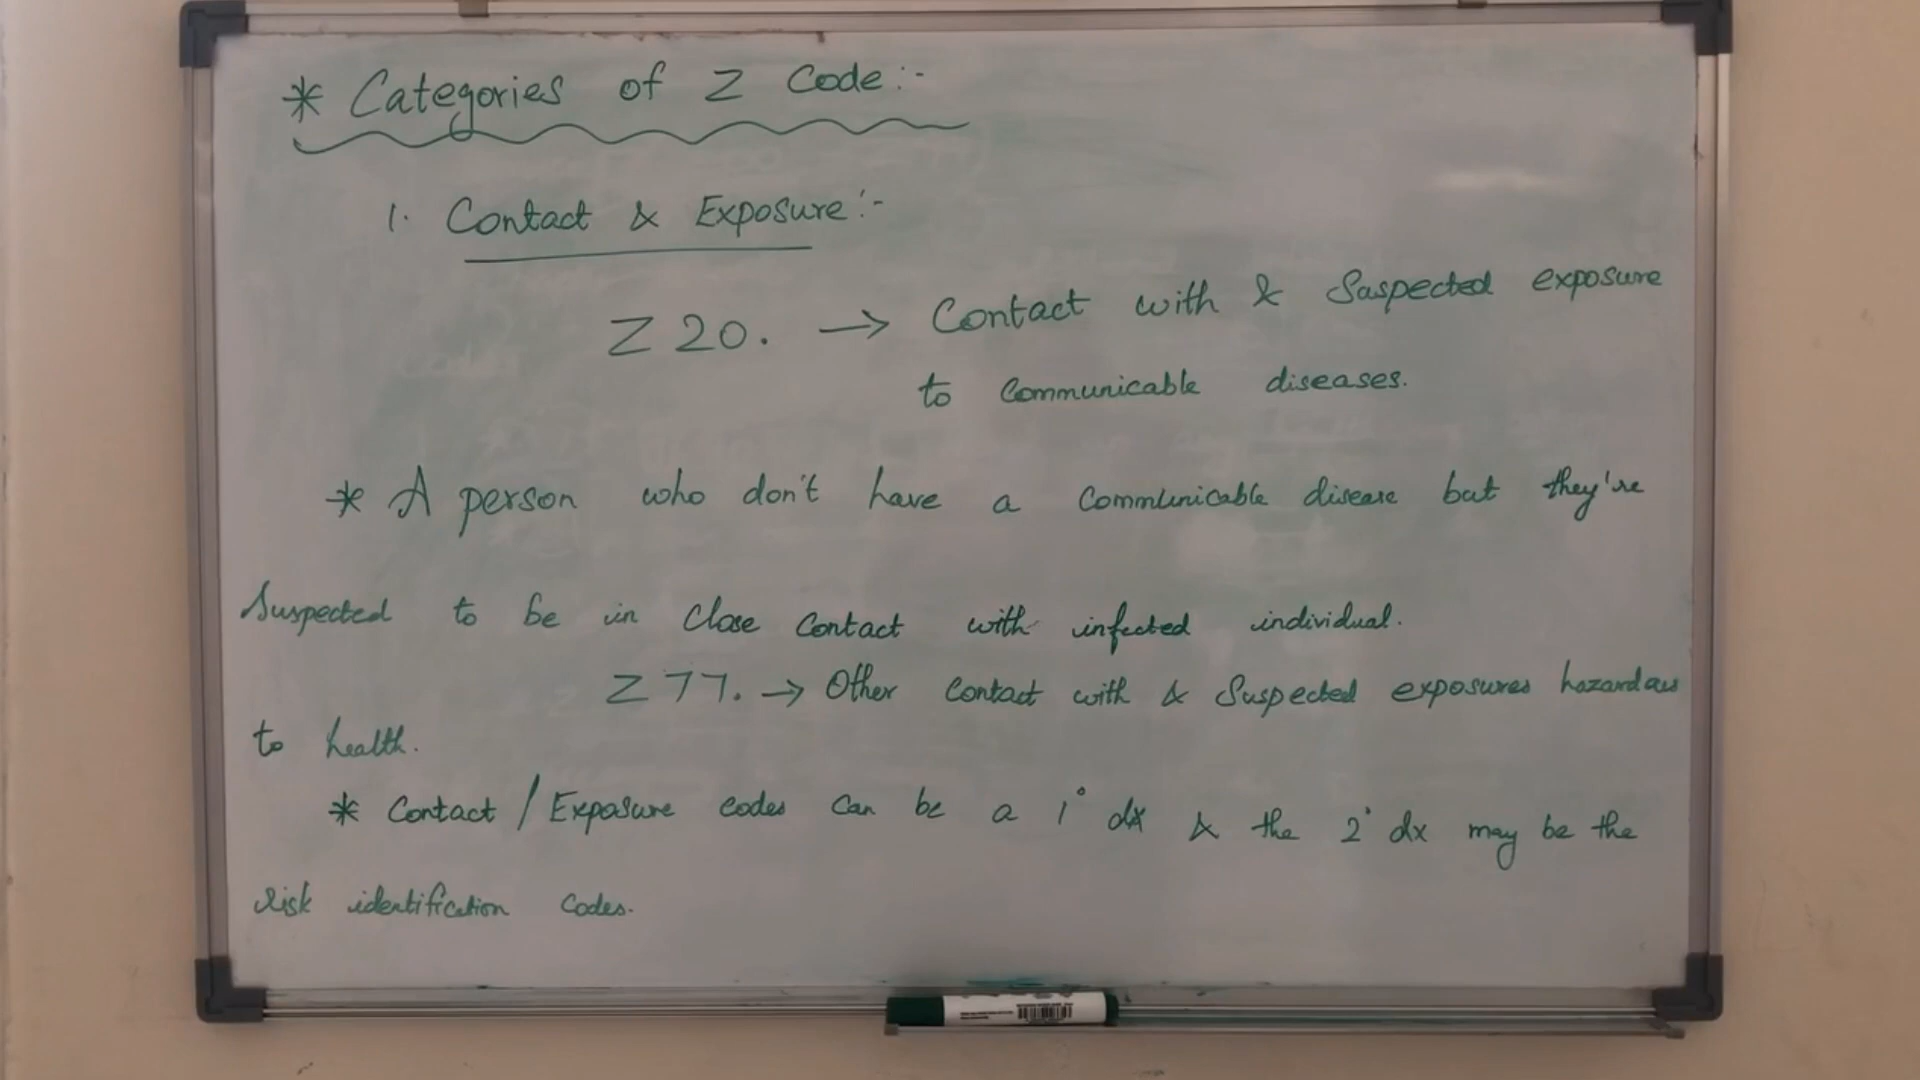 * Categories of Z Code:-
1. Contact & Exposure:-
Z 20. → Contact with & Suspected exposure
to Communicable diseases.
* A person who don't have a Communicable disease but they're
Suspected to be in Close Contact with infected individual.
Z 77. → Other Contact with & Suspected exposures hazardous
to health.
* Contact / Exposure codes Can be a 1° dx & the 2° dx may be the
risk identification Codes.